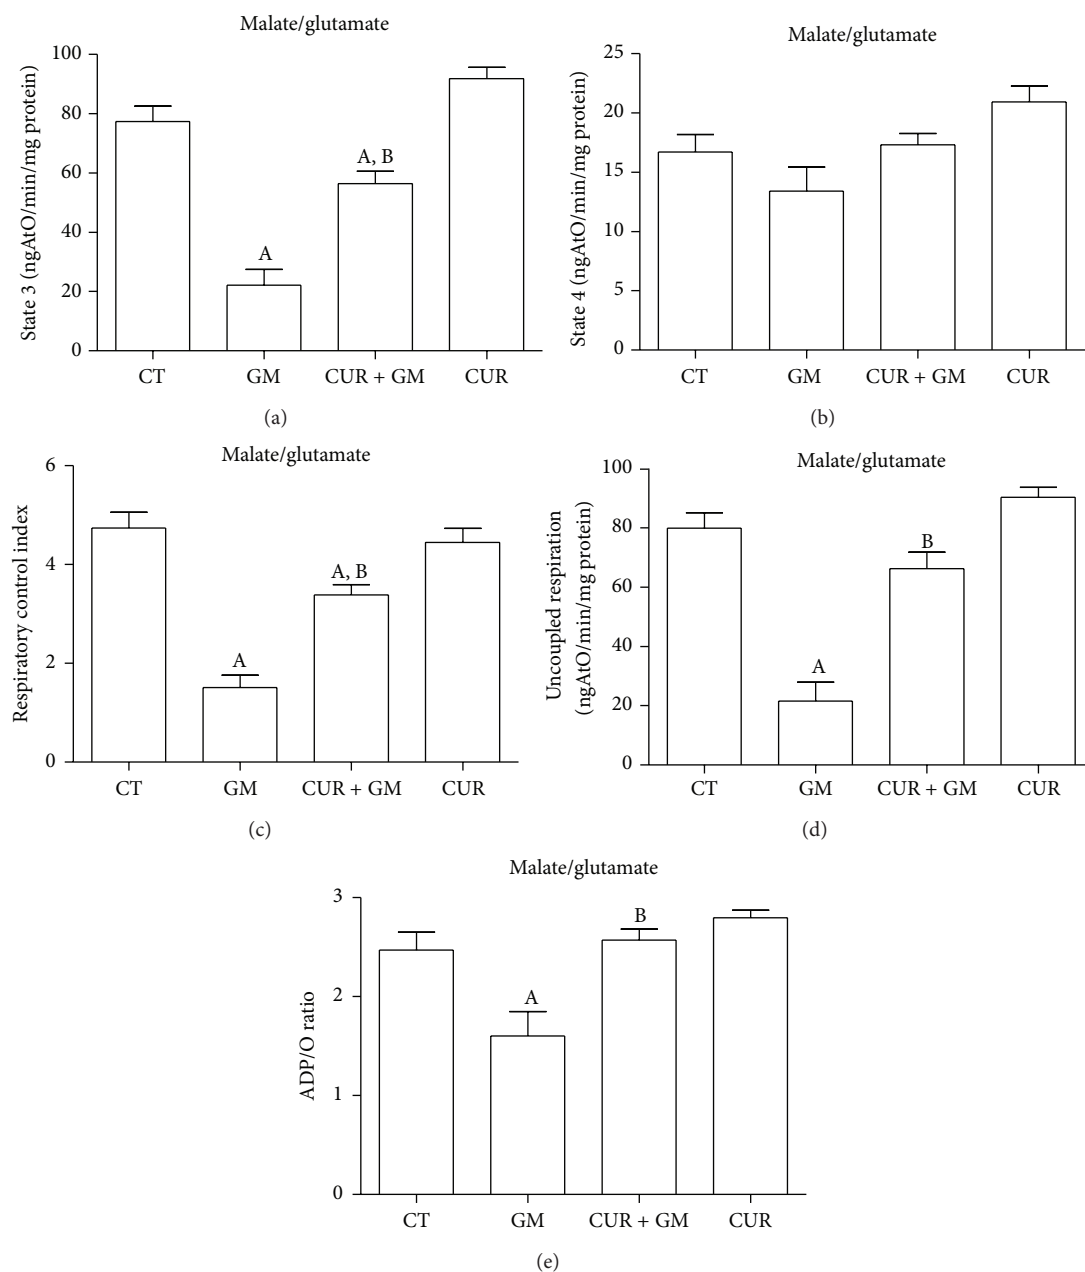 Malate/glutamate
State 3 (ngAtO/min/mg protein)
100
80
60
40
20
0
A
A, B
CT
GM
CUR + GM
CUR
(a)
Malate/glutamate
State 4 (ngAtO/min/mg protein)
25
20
15
10
5
0
CT
GM
CUR + GM
CUR
(b)
Malate/glutamate
Respiratory control index
6
4
2
0
A
A, B
CT
GM
CUR + GM
CUR
(c)
Malate/glutamate
Uncoupled respiration
(ngAtO/min/mg protein)
100
80
60
40
20
0
A
B
CT
GM
CUR + GM
CUR
(d)
Malate/glutamate
ADP/O ratio
3
2
1
0
A
B
CT
GM
CUR + GM
CUR
(e)